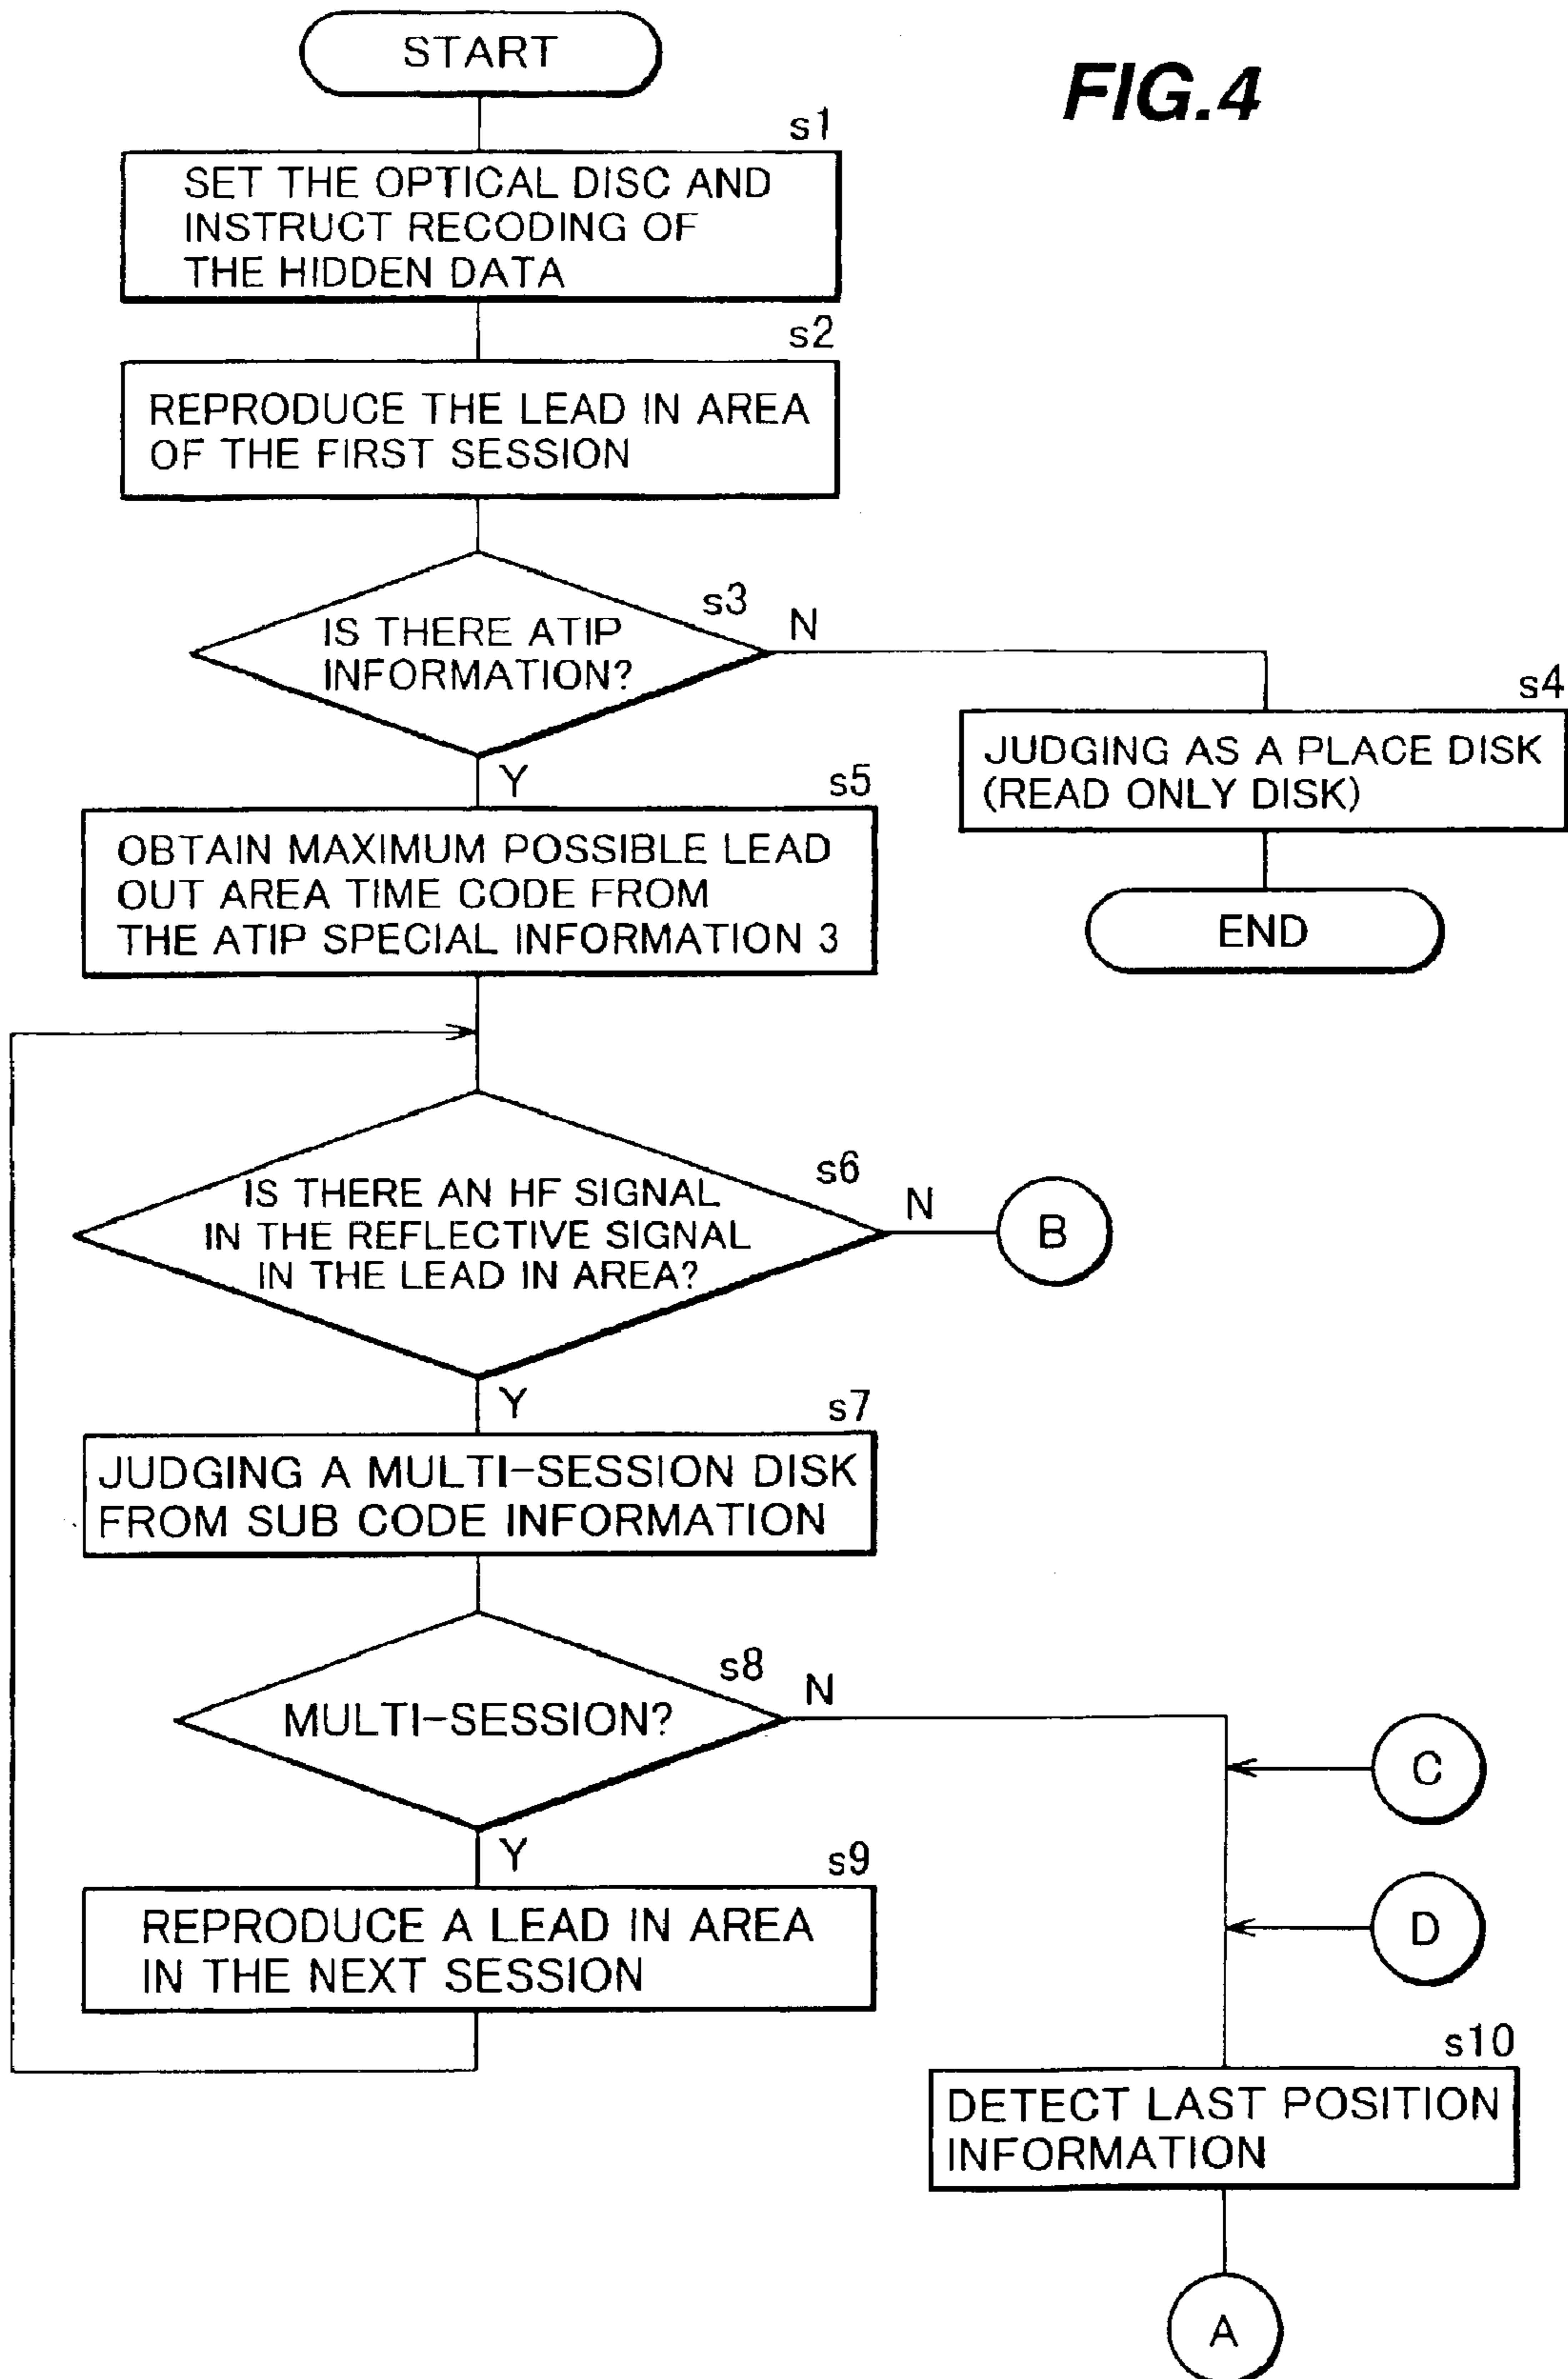 START
FIG.4
s1
SET THE OPTICAL DISC AND
INSTRUCT RECODING OF
THE HIDDEN DATA
s2
REPRODUCE THE LEAD IN AREA
OF THE FIRST SESSION
s3
IS THERE ATIP
INFORMATION?
N
Y
s4
JUDGING AS A PLACE DISK
(READ ONLY DISK)
END
s5
OBTAIN MAXIMUM POSSIBLE LEAD
OUT AREA TIME CODE FROM
THE ATIP SPECIAL INFORMATION 3
s6
IS THERE AN HF SIGNAL
IN THE REFLECTIVE SIGNAL
IN THE LEAD IN AREA?
N
B
Y
s7
JUDGING A MULTI-SESSION DISK
FROM SUB CODE INFORMATION
s8
MULTI-SESSION?
N
Y
C
D
s9
REPRODUCE A LEAD IN AREA
IN THE NEXT SESSION
s10
DETECT LAST POSITION
INFORMATION
A